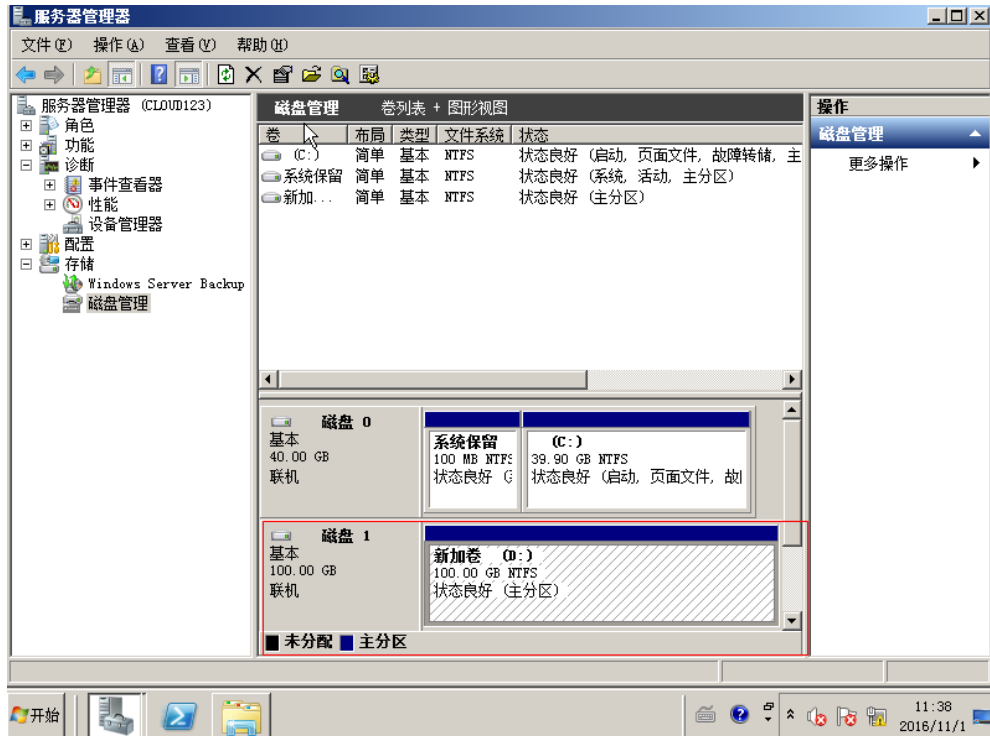 服务器管理器
文件(F) 操作(A) 查看(V) 帮助(H)
服务器管理器 (CLOUD123)
角色
功能
诊断
事件查看器
性能
设备管理器
配置
存储
Windows Server Backup
磁盘管理
磁盘管理 卷列表 + 图形视图
卷 布局 类型 文件系统 状态
(C:) 简单 基本 NTFS 状态良好 (启动, 页面文件, 故障转储, 主
系统保留 简单 基本 NTFS 状态良好 (系统, 活动, 主分区)
新加... 简单 基本 NTFS 状态良好 (主分区)
磁盘 0
基本
40.00 GB
联机
系统保留
100 MB NTFS
状态良好
(C:)
39.90 GB NTFS
状态良好 (启动, 页面文件, 故
磁盘 1
基本
100.00 GB
联机
新加卷 (D:)
100.00 GB NTFS
状态良好 (主分区)
未分配 主分区
操作
磁盘管理
更多操作
开始
11:38
2016/11/1